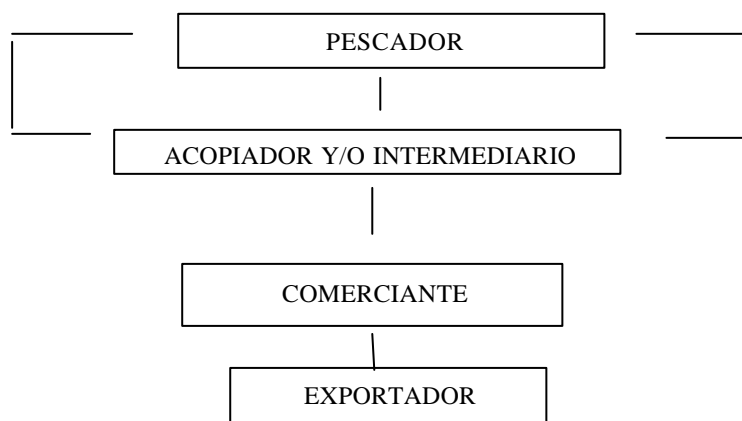 PESCADOR
ACOPIADOR Y/O INTERMEDIARIO
COMERCIANTE
EXPORTADOR